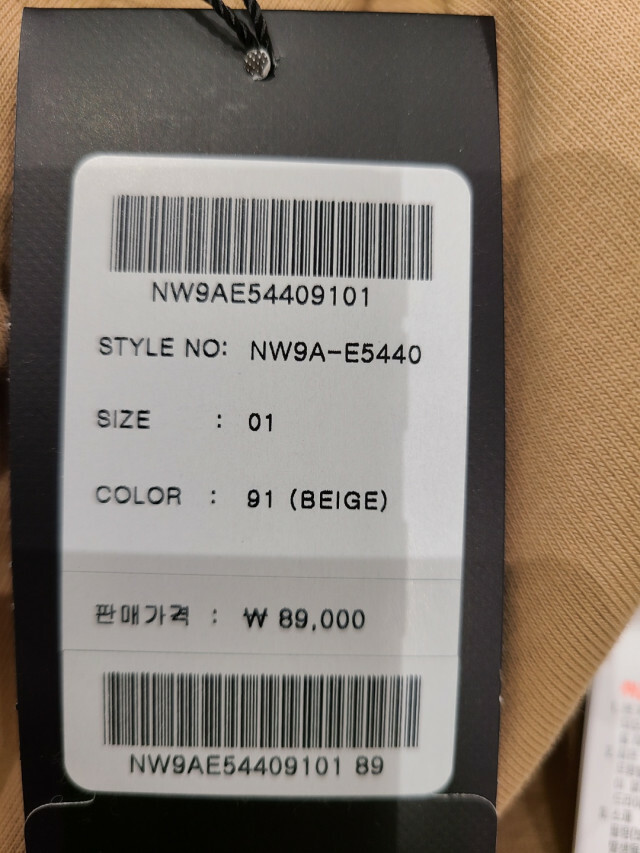 NW9AE54409101
STYLE NO: NW9A-E5440
SIZE : 01
COLOR : 91 (BEIGE)
판매가격 : ₩ 89,000
NW9AE54409101 89